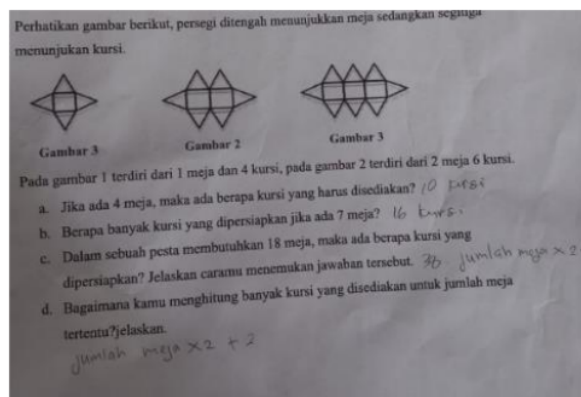 Perhatikan gambar berikut, persegi ditengah menunjukkan meja sedangkan segitiga
menunjukan kursi.
Gambar 3 Gambar 2 Gambar 3
Pada gambar 1 terdiri dari 1 meja dan 4 kursi, pada gambar 2 terdiri dari 2 meja 6 kursi.
a. Jika ada 4 meja, maka ada berapa kursi yang harus disediakan? 10 kursi
b. Berapa banyak kursi yang dipersiapkan jika ada 7 meja? 16 kursi
c. Dalam sebuah pesta membutuhkan 18 meja, maka ada berapa kursi yang
dipersiapkan? Jelaskan caramu menemukan jawaban tersebut. jumlah meja x 2
d. Bagaimana kamu menghitung banyak kursi yang disediakan untuk jumlah meja
tertentu?jelaskan.
jumlah meja x 2 + 2